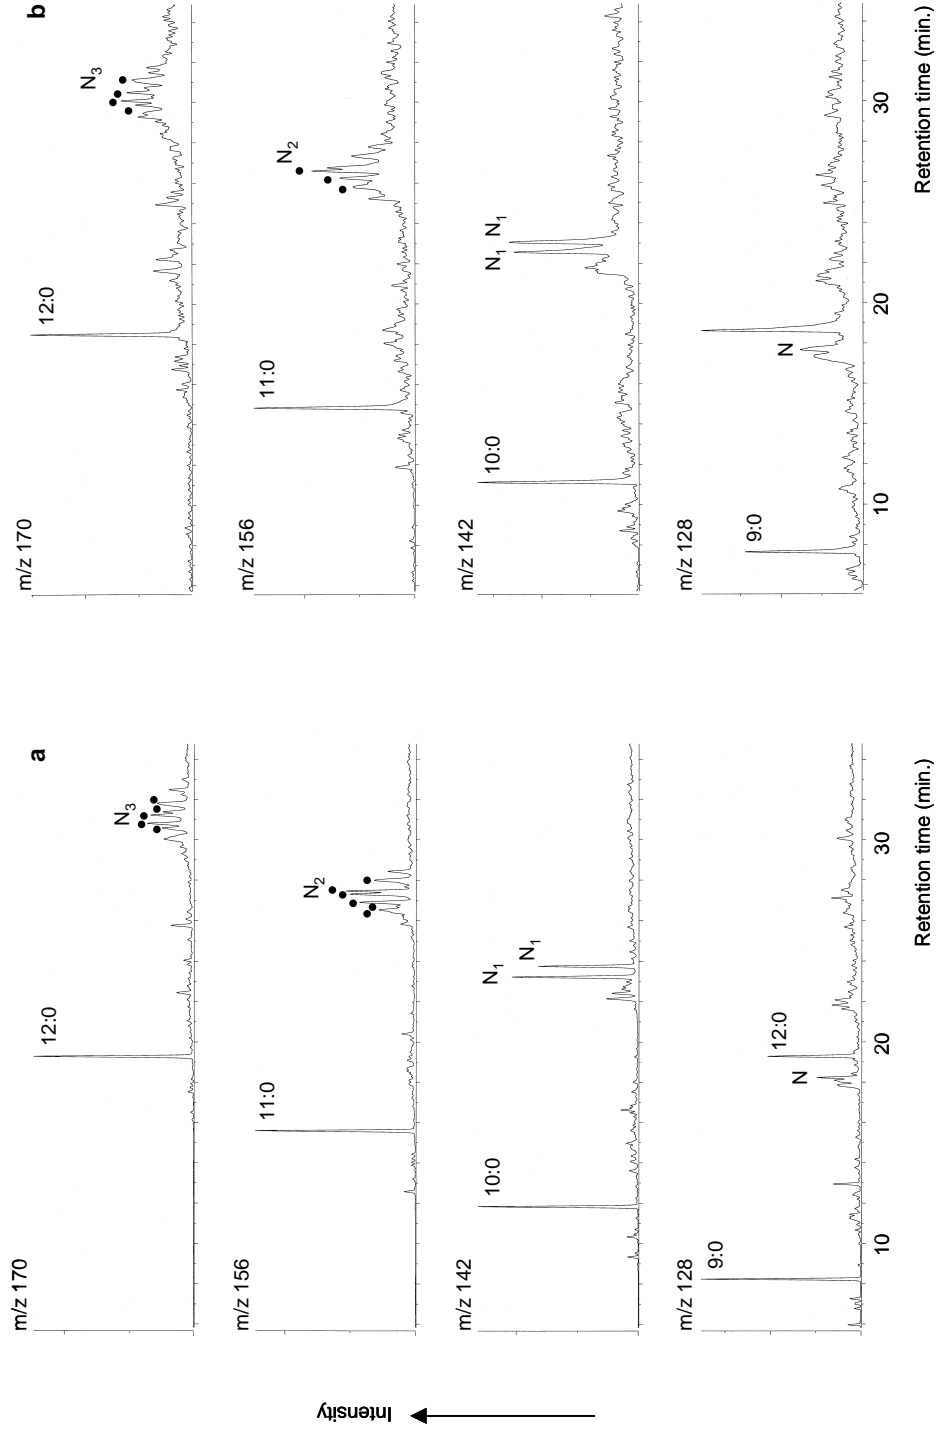 a
m/z 170
12:0
N3
m/z 156
11:0
N2
m/z 142
10:0
N1
N1
m/z 128
9:0
N
12:0
10
20
30
Retention time (min.)
Intensity
b
m/z 170
12:0
N3
m/z 156
11:0
N2
m/z 142
10:0
N1
N1
m/z 128
9:0
N
10
20
30
Retention time (min.)